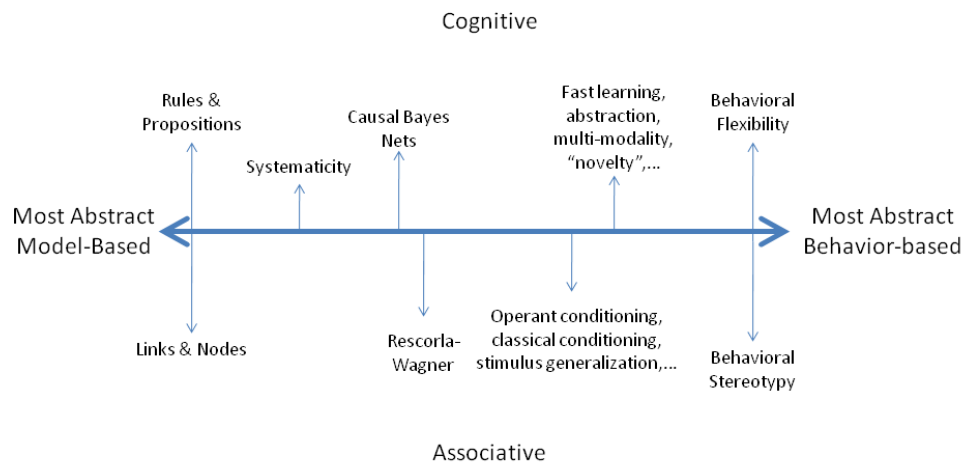 Cognitive
Rules &
Propositions
Systematicity
Causal Bayes
Nets
Fast learning,
abstraction,
multi-modality,
“novelty”,...
Behavioral
Flexibility
Most Abstract
Model-Based
Most Abstract
Behavior-based
Links & Nodes
Rescorla-
Wagner
Operant conditioning,
classical conditioning,
stimulus generalization,...
Behavioral
Stereotypy
Associative